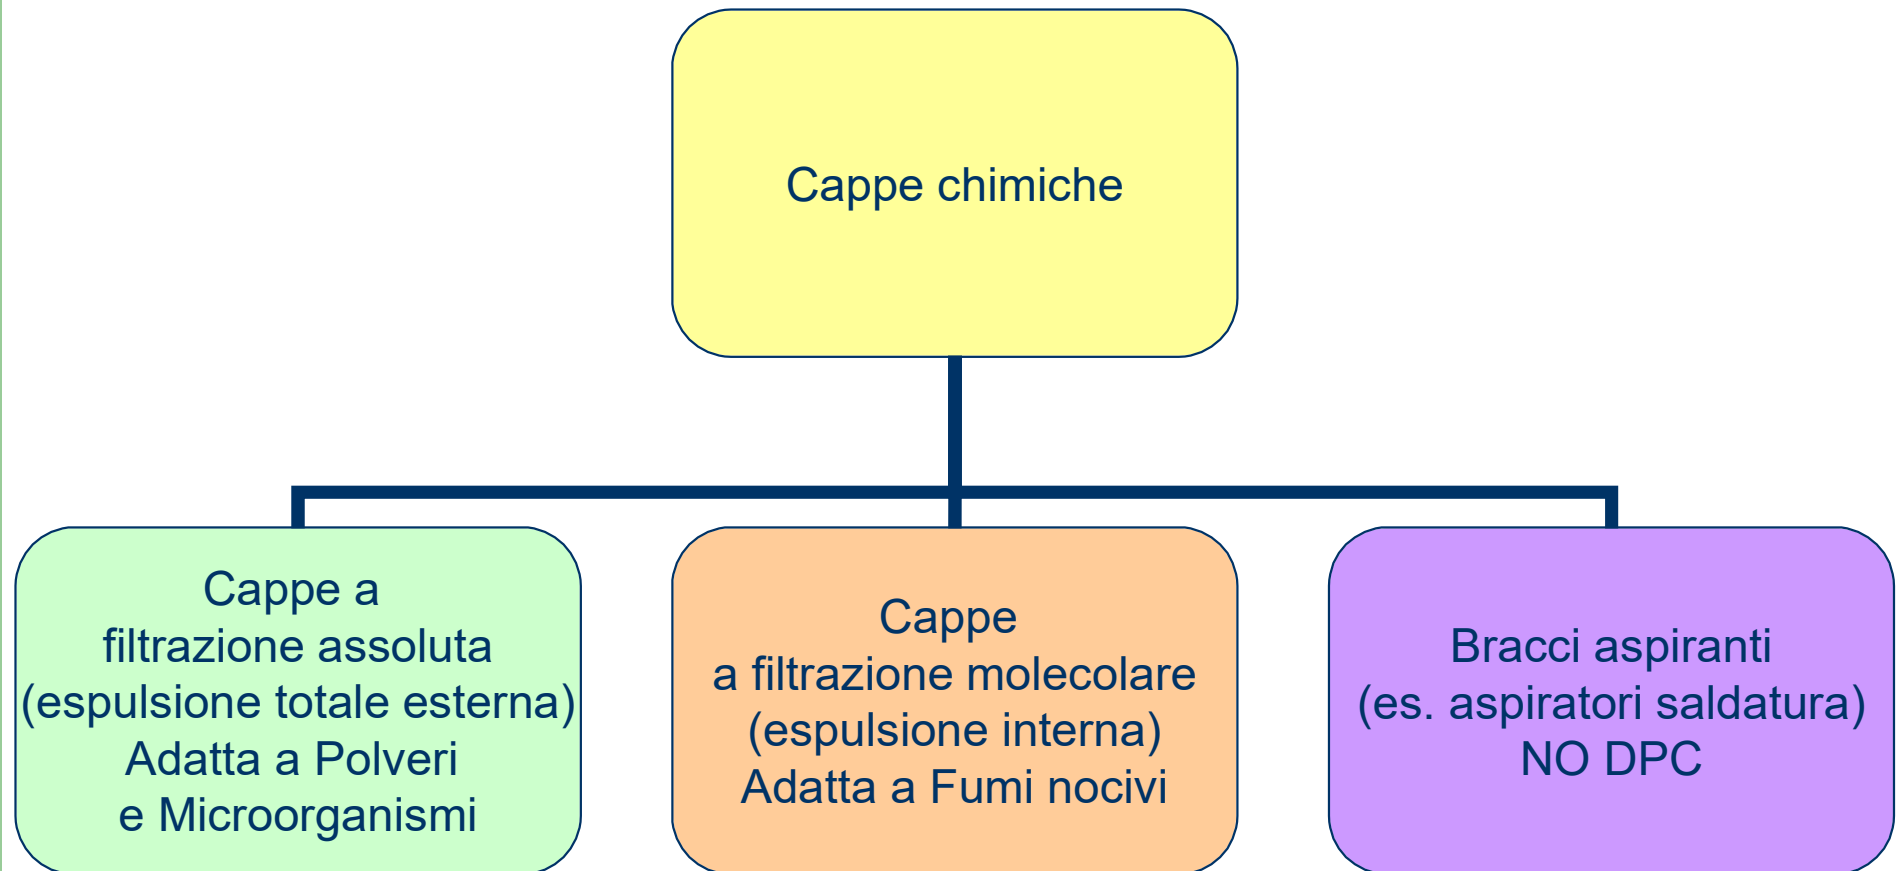 Cappe chimiche
Cappe a
filtrazione assoluta
(espulsione totale esterna)
Adatta a Polveri
e Microorganismi
Cappe
a filtrazione molecolare
(espulsione interna)
Adatta a Fumi nocivi
Bracci aspiranti
(es. aspiratori saldatura)
NO DPC